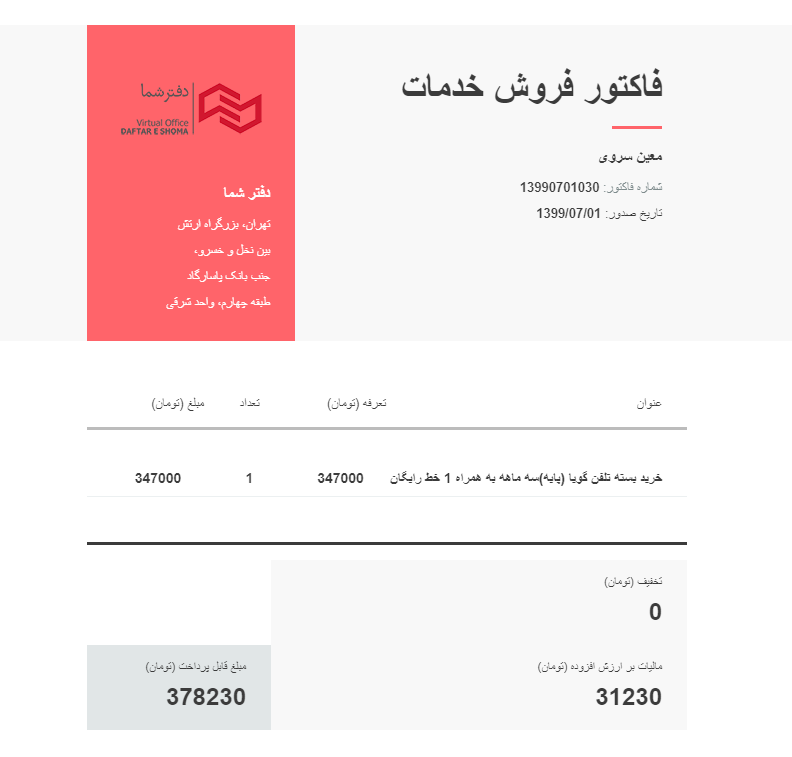 فاکتور فروش خدمات
معین سروی
شماره فاکتور: 13990701030
تاریخ صدور: 1399/07/01
دفتر شما
Virtual Office
DAFTAR E SHOMA
دفتر شما
تهران، بزرگراه ارتش
بین نخل و خسرو،
جنب بانک پاسارگاد
طبقه چهارم، واحد شرقی
عنوان تعرفه (تومان) تعداد مبلغ (تومان)
خرید بسته تلفن گویا (پایه)سه ماهه به همراه 1 خط رایگان 347000 1 347000
تخفیف (تومان)
0
مالیات بر ارزش افزوده (تومان)
31230
مبلغ قابل پرداخت (تومان)
378230